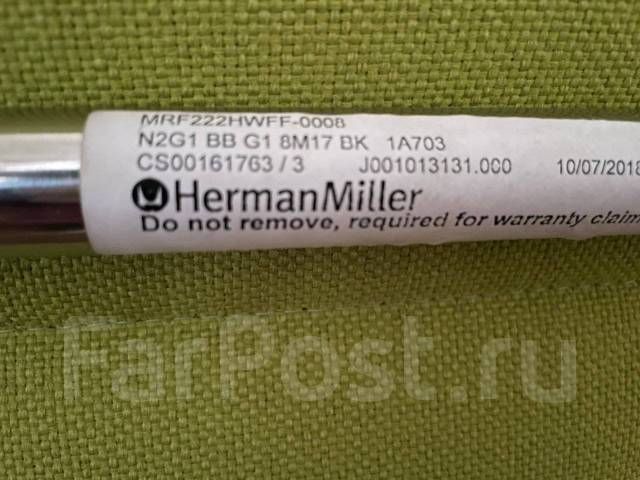 MRF222HWFF-0008
N2G1 BB G1 8M17 BK 1A703
CS00161763 / 3 J001013131.000 10/07/2018
HermanMiller
Do not remove, required for warranty claim
FarPost.ru